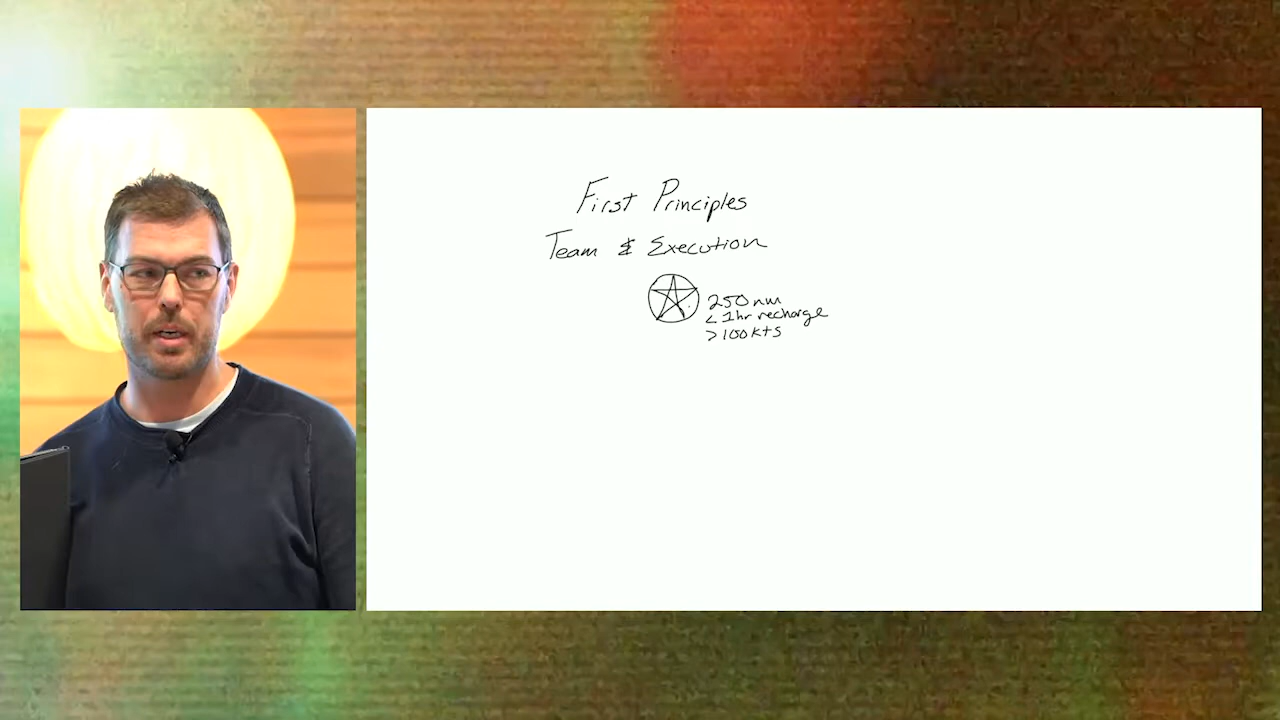 First Principles
Team & Execution
250 nm
< 1hr recharge
> 100 kts